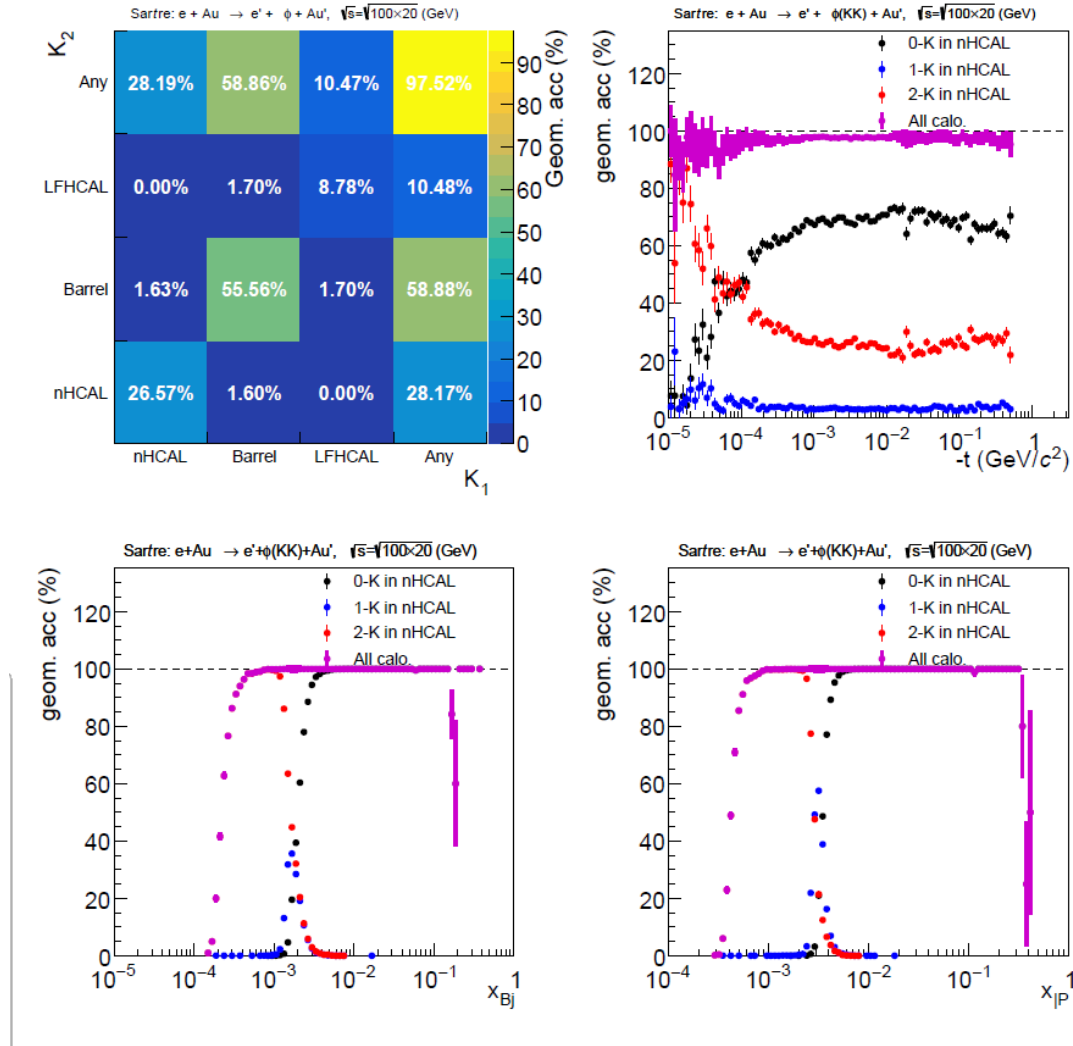 Sartre: e + Au → e' + ϕ + Au', √s=√100×20 (GeV)
K2
Any
LFHCAL
Barrel
nHCAL
28.19% 58.86% 10.47% 97.52%
0.00% 1.70% 8.78% 10.48%
1.63% 55.56% 1.70% 58.88%
26.57% 1.60% 0.00% 28.17%
nHCAL Barrel LFHCAL Any
K1
90
80
70
60
50
40
30
20
10
0
Geom. acc (%)
Sartre: e + Au → e' + ϕ(KK) + Au', √s=√100×20 (GeV)
geom. acc (%)
0-K in nHCAL
1-K in nHCAL
2-K in nHCAL
All calo.
120
100
80
60
40
20
0
10−5 10−4 10−3 10−2 10−1 1
-t (GeV/c2)
Sartre: e+Au → e'+ϕ(KK)+Au', √s=√100×20 (GeV)
geom. acc (%)
0-K in nHCAL
1-K in nHCAL
2-K in nHCAL
All calo.
120
100
80
60
40
20
0
10−5 10−4 10−3 10−2 10−1 1
xBj
Sartre: e+Au → e'+ϕ(KK)+Au', √s=√100×20 (GeV)
geom. acc (%)
0-K in nHCAL
1-K in nHCAL
2-K in nHCAL
All calo.
120
100
80
60
40
20
0
10−4 10−3 10−2 10−1 1
x|P